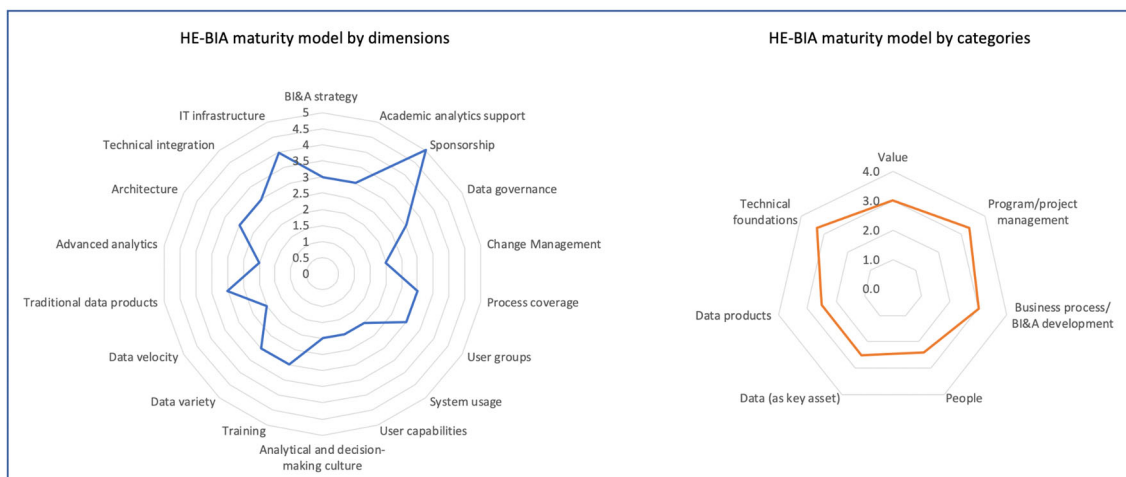 HE-BIA maturity model by dimensions
BI&A strategy
Academic analytics support
Sponsorship
Data governance
Change Management
Process coverage
User groups
System usage
User capabilities
Analytical and decision-
making culture
Training
Data variety
Data velocity
Traditional data products
Advanced analytics
Architecture
Technical integration
IT infrastructure
5
4.5
4
3.5
3
2.5
2
1.5
1
0.5
0
HE-BIA maturity model by categories
Value
Program/project
management
Business process/
BI&A development
People
Data (as key asset)
Data products
Technical
foundations
4.0
3.0
2.0
1.0
0.0